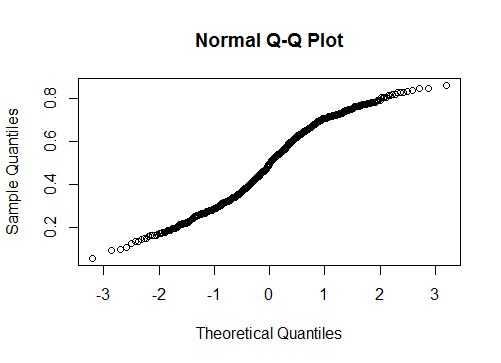 Normal Q-Q Plot
Sample Quantiles
0.8
0.6
0.4
0.2
-3 -2 -1 0 1 2 3
Theoretical Quantiles